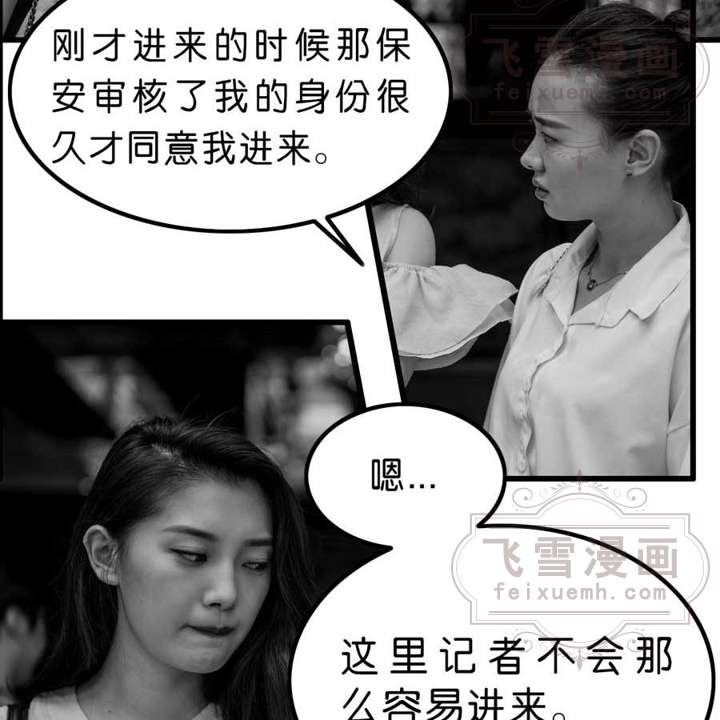 刚才进来的时候那保
安审核了我的身份很
久才同意我进来。
飞雪漫画
feixuemh.com
嗯...
飞雪漫画
feixuemh.com
这里记者不会那
么容易进来。